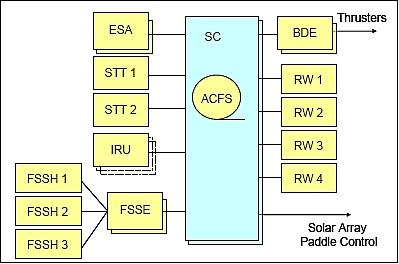 ESA
SC
BDE
Thrusters
STT 1
STT 2
ACFS
RW 1
RW 2
RW 3
RW 4
IRU
FSSH 1
FSSH 2
FSSH 3
FSSE
Solar Array
Paddle Control